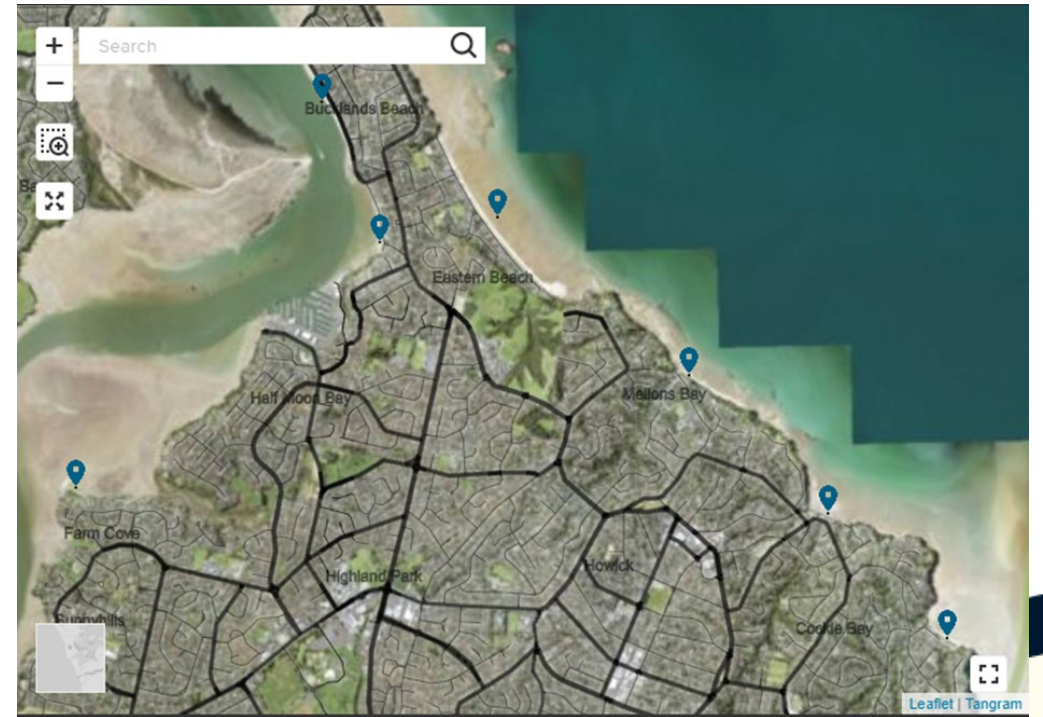 +
Search
−
Bucklands Beach
Eastern Beach
Half Moon Bay
Mellons Bay
Farm Cove
Highland Park
Howick
Sunnyhills
Cockle Bay
Leaflet | Tangram